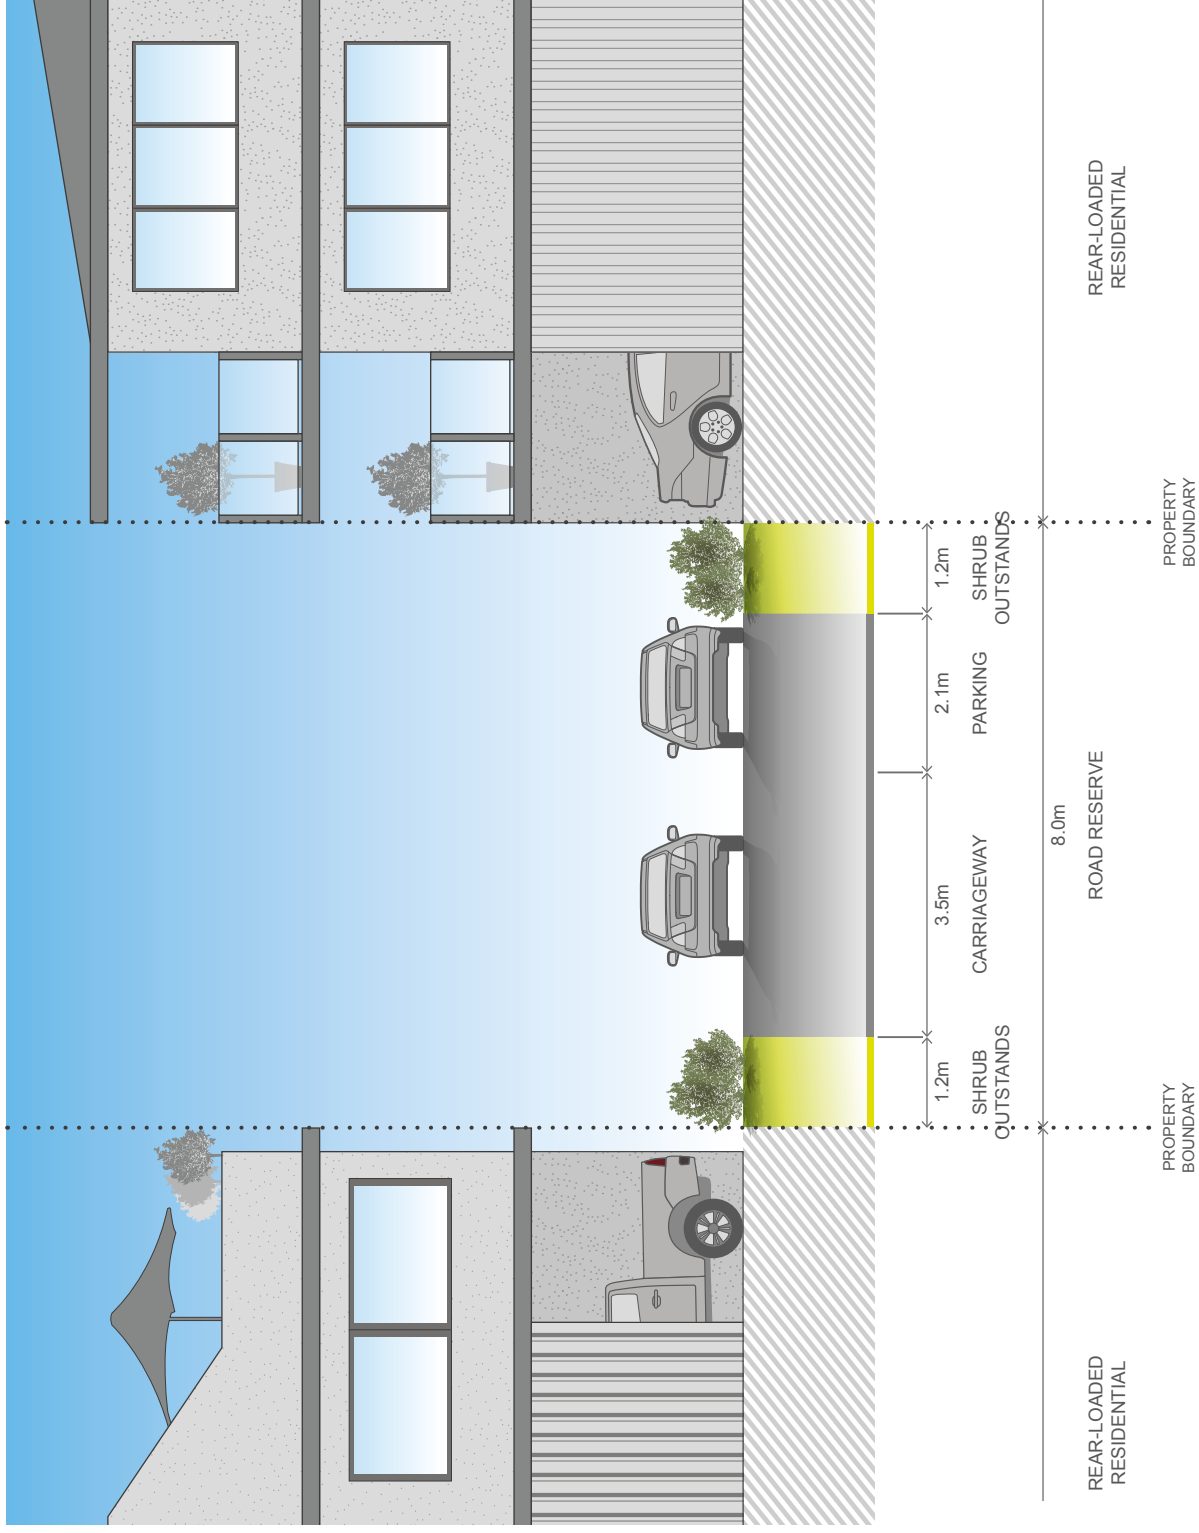 1.2m
3.5m
2.1m
1.2m
SHRUB
OUTSTANDS
CARRIAGEWAY
PARKING
SHRUB
OUTSTANDS
8.0m
REAR-LOADED
RESIDENTIAL
ROAD RESERVE
REAR-LOADED
RESIDENTIAL
PROPERTY
BOUNDARY
PROPERTY
BOUNDARY